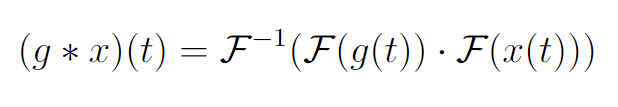 (g * x)(t) = ℱ⁻¹(ℱ(g(t)) · ℱ(x(t)))